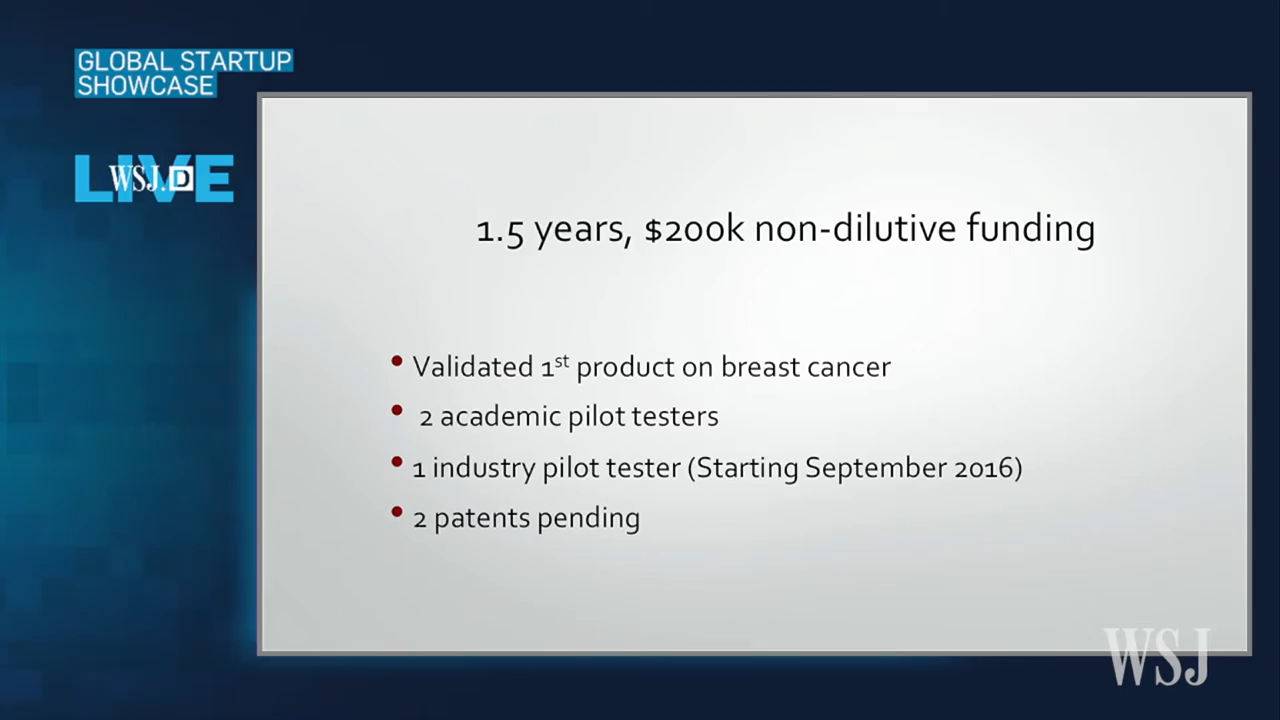 GLOBAL STARTUP
SHOWCASE
LIVE
WSJ.D
1.5 years, $200k non-dilutive funding
• Validated 1st product on breast cancer
• 2 academic pilot testers
• 1 industry pilot tester (Starting September 2016)
• 2 patents pending
WSJ